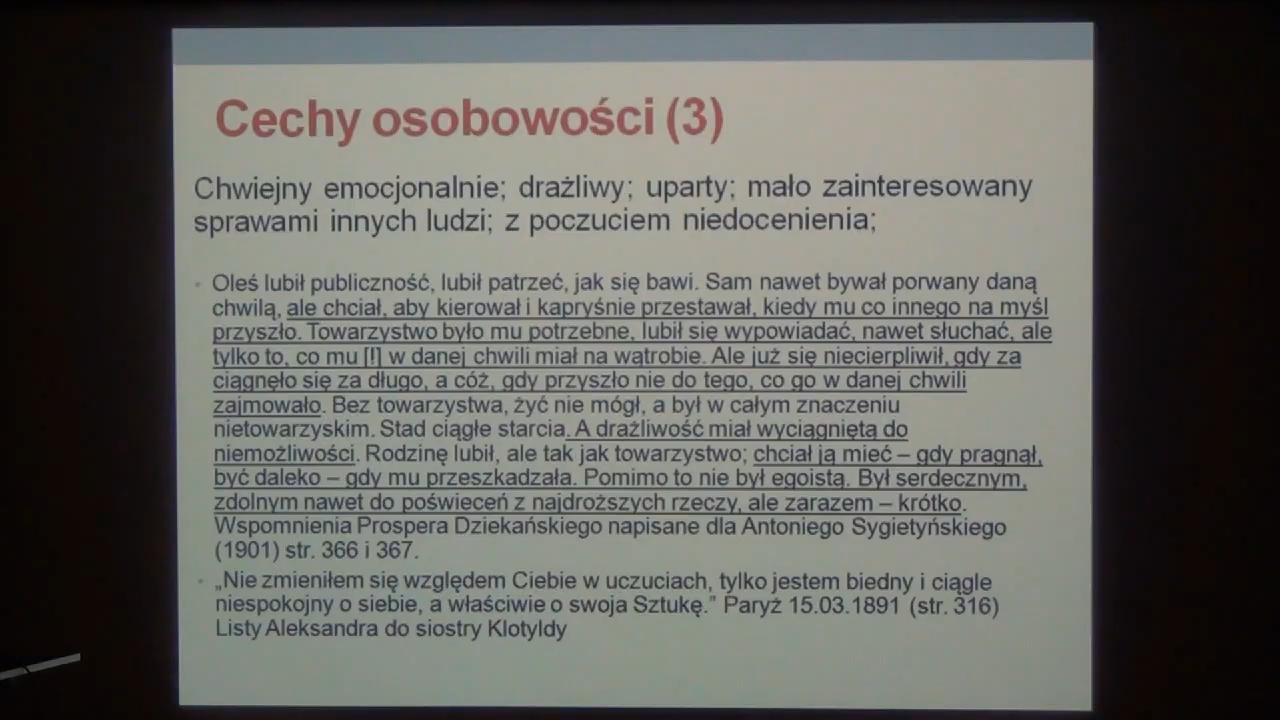 Cechy osobowości (3)
Chwiejny emocjonalnie; drażliwy; uparty; mało zainteresowany
sprawami innych ludzi; z poczuciem niedocenienia;
• Oleś lubił publiczność, lubił patrzeć, jak się bawi. Sam nawet bywał porwany daną
chwilą, ale chciał, aby kierował i kapryśnie przestawał, kiedy mu co innego na myśl
przyszło. Towarzystwo było mu potrzebne, lubił się wypowiadać, nawet słuchać, ale
tylko to, co mu [!] w danej chwili miał na wątrobie. Ale już się niecierpliwił, gdy za
ciągnęło się za długo, a cóż, gdy przyszło nie do tego, co go w danej chwili
zajmowało. Bez towarzystwa, żyć nie mógł, a był w całym znaczeniu
nietowarzyskim. Stad ciągłe starcia. A drażliwość miał wyciągniętą do
niemożliwości. Rodzinę lubił, ale tak jak towarzystwo; chciał ją mieć – gdy pragnął,
być daleko – gdy mu przeszkadzała. Pomimo to nie był egoistą. Był serdecznym,
zdolnym nawet do poświeceń z najdroższych rzeczy, ale zarazem – krótko.
Wspomnienia Prospera Dziekańskiego napisane dla Antoniego Sygietyńskiego
(1901) str. 366 i 367.
• „Nie zmieniłem się względem Ciebie w uczuciach, tylko jestem biedny i ciągle
niespokojny o siebie, a właściwie o swoja Sztukę.” Paryż 15.03.1891 (str. 316)
Listy Aleksandra do siostry Klotyldy